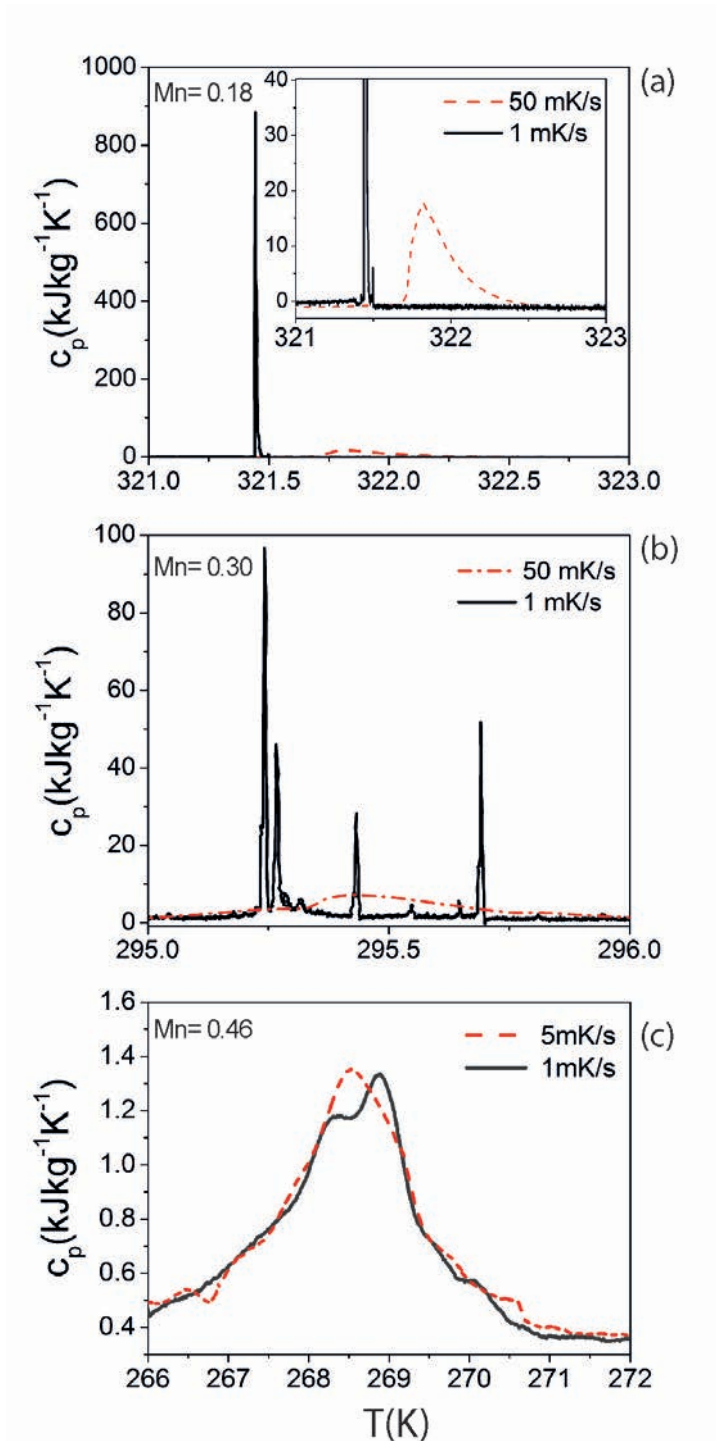 (a)
Mn= 0.18
50 mK/s
1 mK/s
40
30
20
10
0
321 322 323
1000
800
600
400
200
0
cp(kJkg-1K-1)
321.0 321.5 322.0 322.5 323.0
(b)
Mn= 0.30
50 mK/s
1 mK/s
100
80
60
40
20
0
cp(kJkg-1K-1)
295.0 295.5 296.0
(c)
Mn= 0.46
5mK/s
1mK/s
1.6
1.4
1.2
1.0
0.8
0.6
0.4
cp(kJkg-1K-1)
266 267 268 269 270 271 272
T(K)